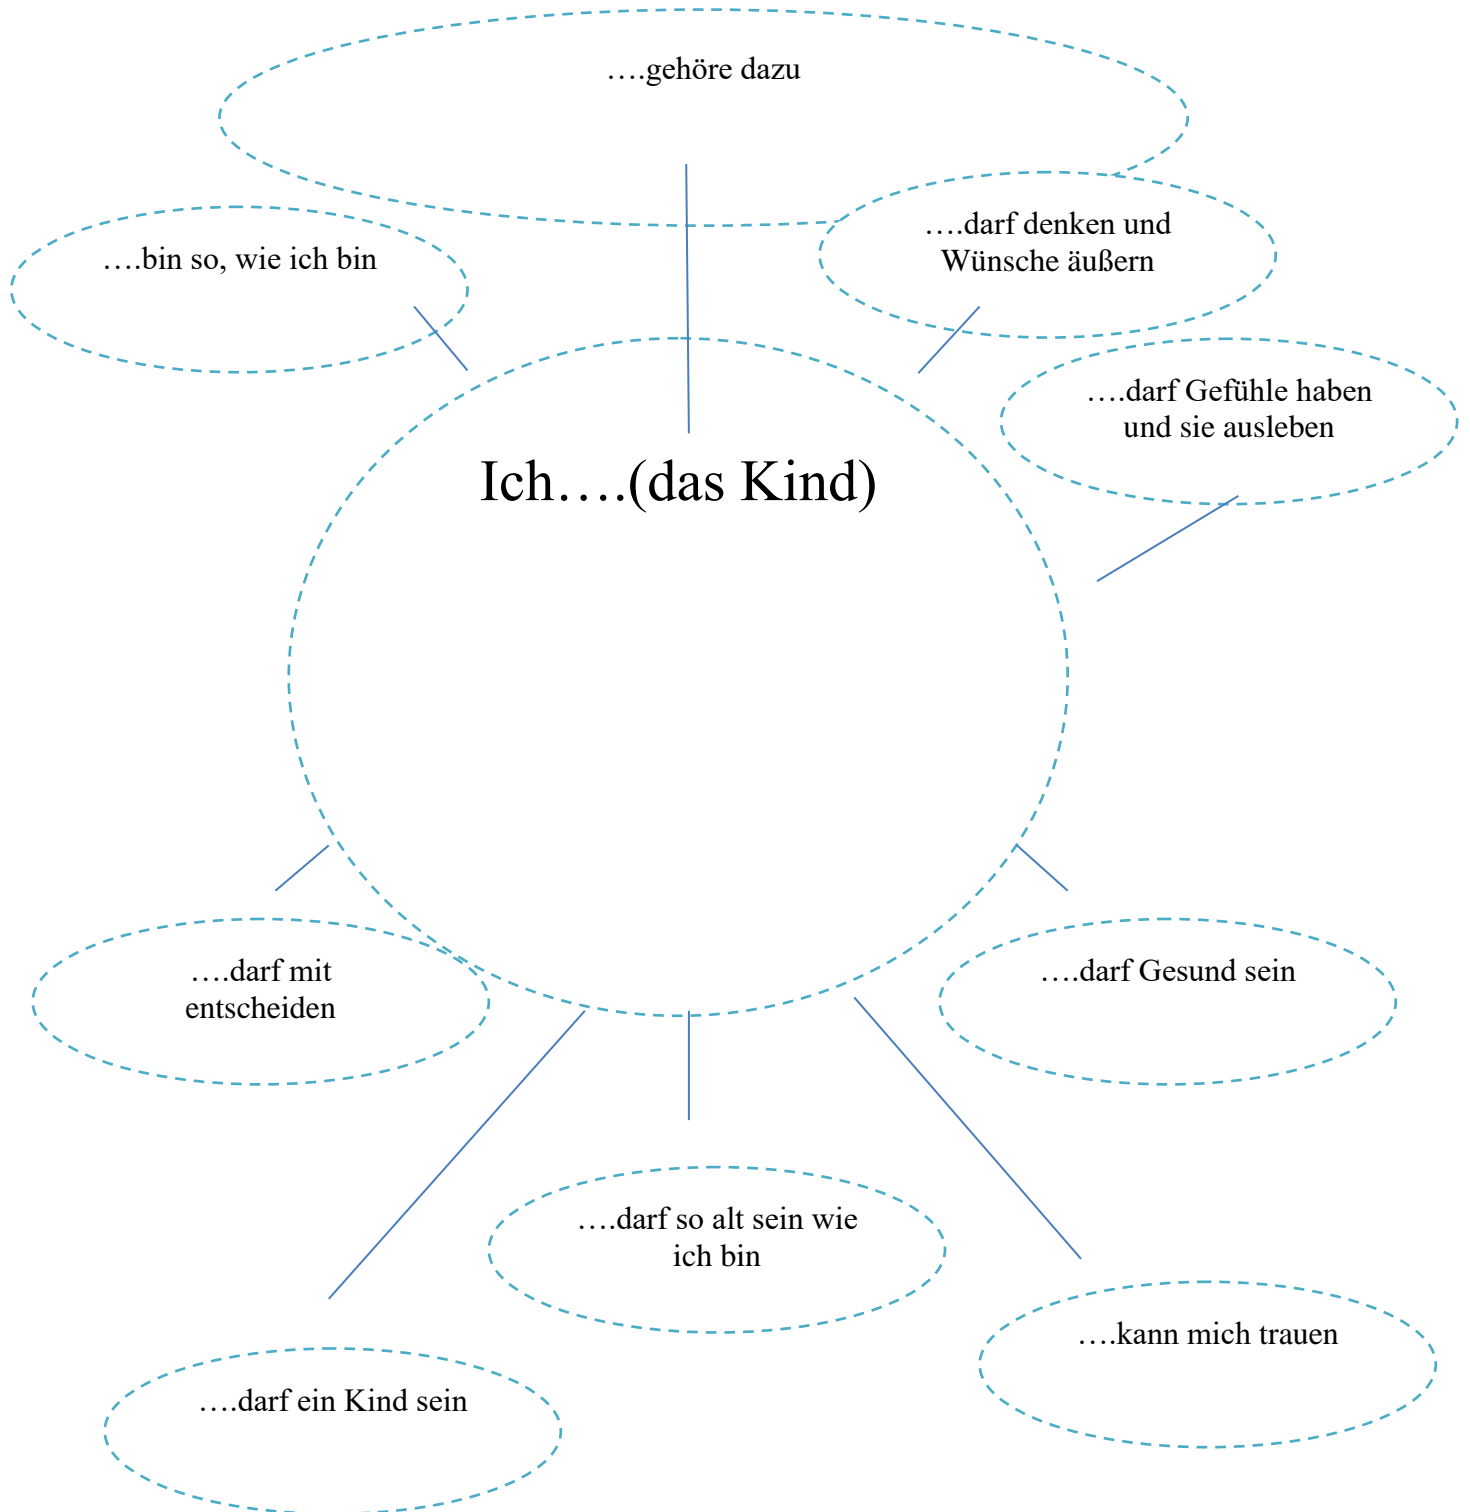 ….gehöre dazu
….darf denken und
Wünsche äußern
….bin so, wie ich bin
….darf Gefühle haben
und sie ausleben
Ich….(das Kind)
….darf mit
entscheiden
….darf Gesund sein
….darf so alt sein wie
ich bin
….kann mich trauen
….darf ein Kind sein